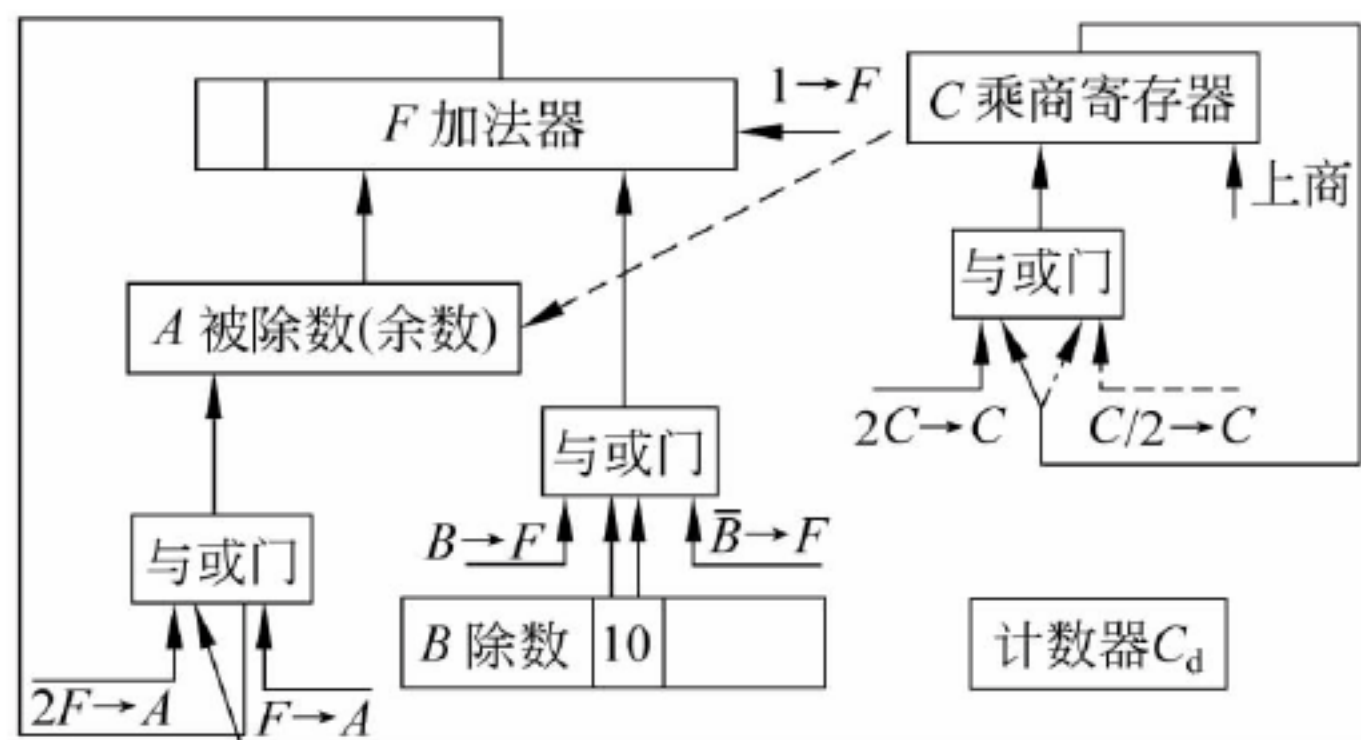 F 加法器
1→F
C 乘商寄存器
上商
与或门
A 被除数(余数)
2C→C
C/2→C
与或门
B→F
B̅→F
与或门
B 除数
10
计数器C_d
2F→A
F→A